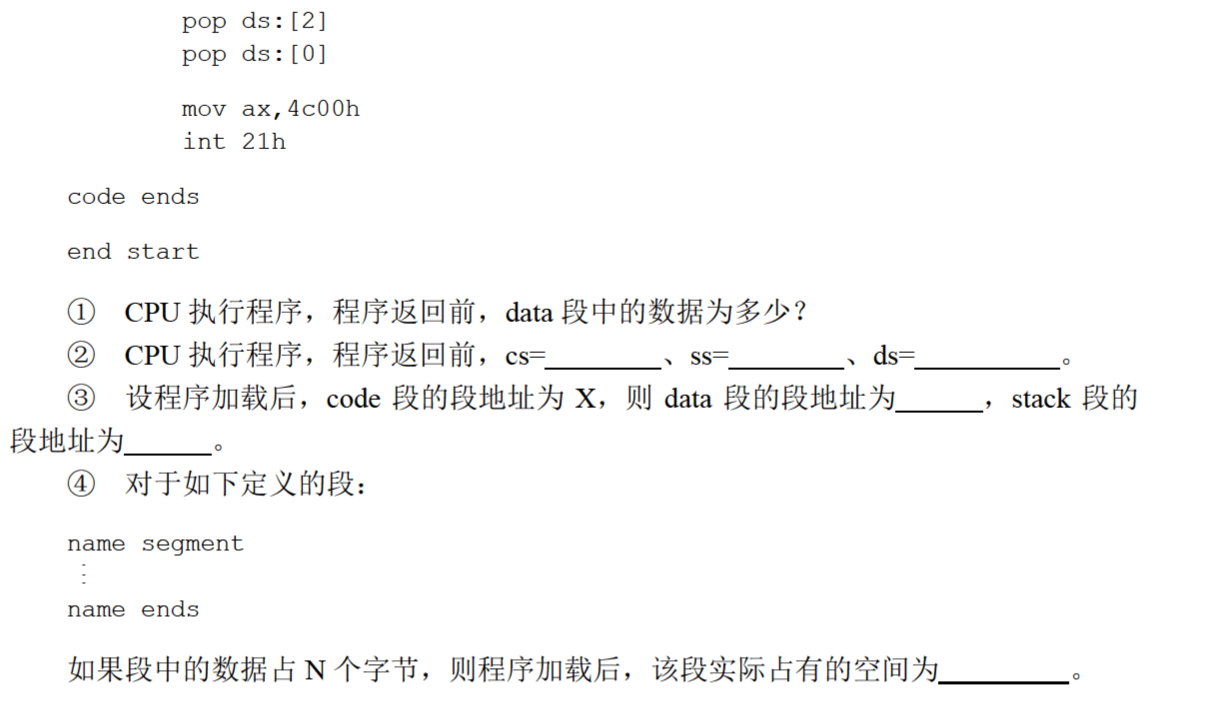 pop ds:[2]
pop ds:[0]
mov ax,4c00h
int 21h
code ends
end start
① CPU 执行程序，程序返回前，data 段中的数据为多少？
② CPU 执行程序，程序返回前，cs=________、ss=________、ds=__________。
③ 设程序加载后，code 段的段地址为 X，则 data 段的段地址为______，stack 段的
段地址为______。
④ 对于如下定义的段：
name segment
⋮
name ends
如果段中的数据占 N 个字节，则程序加载后，该段实际占有的空间为_________。